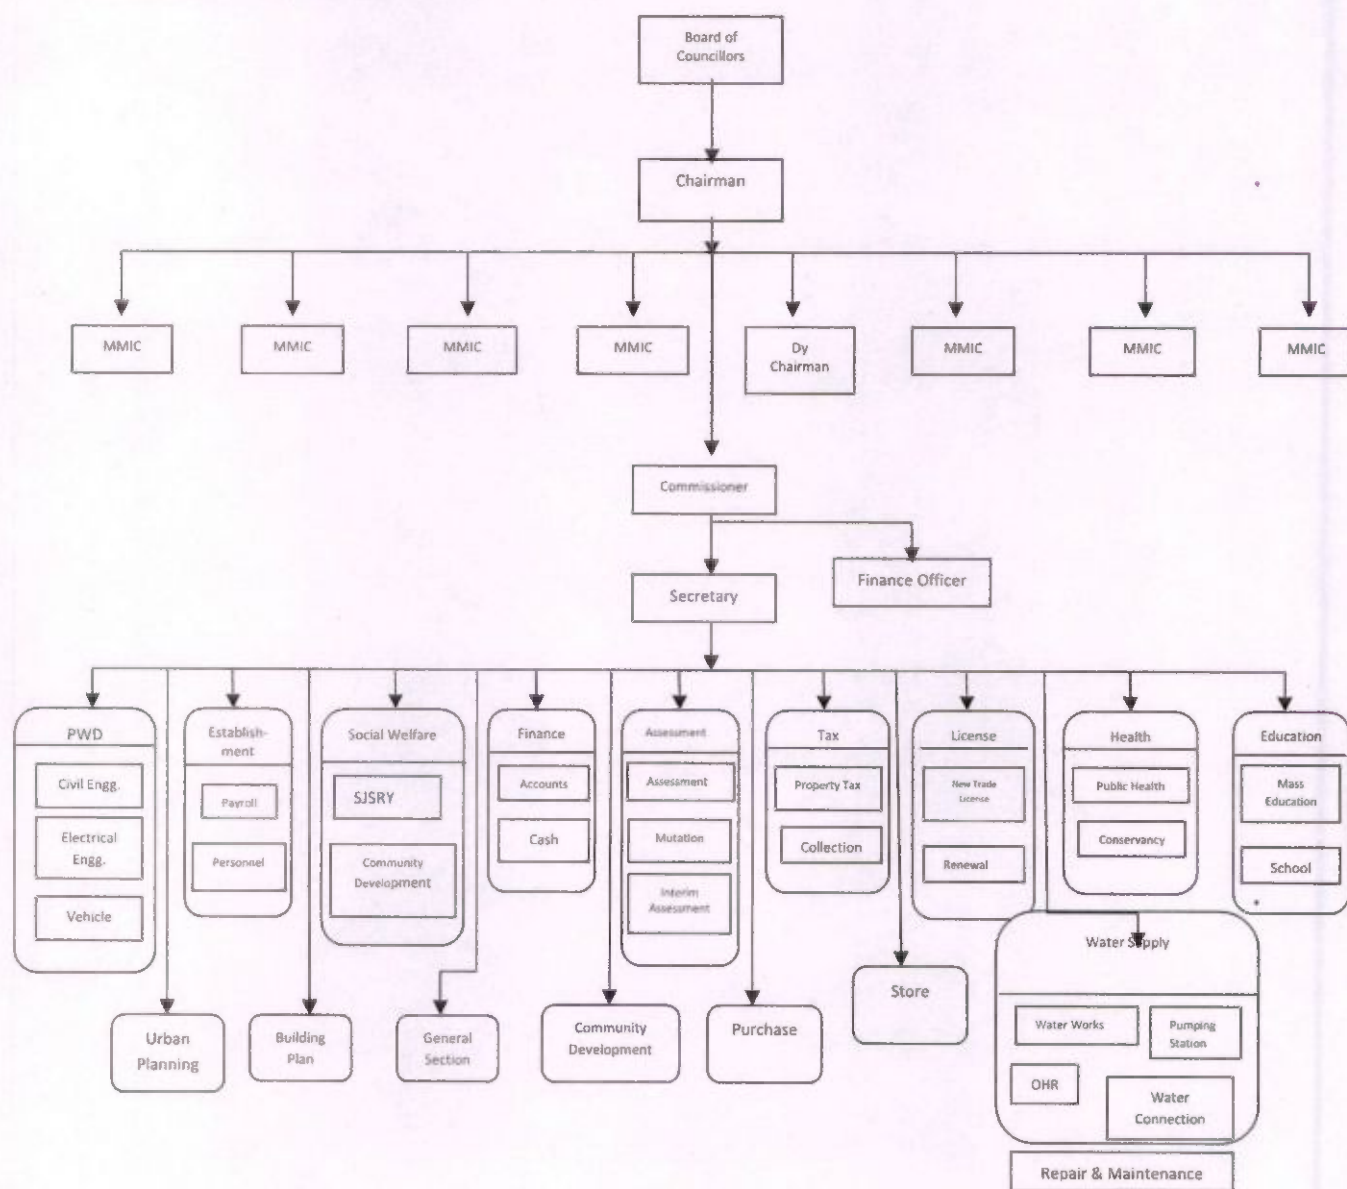 Board of
Councillors
Chairman
MMIC
MMIC
MMIC
MMIC
Dy
Chairman
MMIC
MMIC
MMIC
Commissioner
Secretary
Finance Officer
PWD
Civil Engg.
Electrical
Engg.
Vehicle
Establish-
ment
Payroll
Personnel
Social Welfare
SJSRY
Community
Development
Finance
Accounts
Cash
Assessment
Assessment
Mutation
Interim
Assessment
Tax
Property Tax
Collection
License
New Trade
License
Renewal
Health
Public Health
Conservancy
Education
Mass
Education
School
Urban
Planning
Building
Plan
General
Section
Community
Development
Purchase
Store
Water Supply
Water Works
Pumping
Station
OHR
Water
Connection
Repair & Maintenance